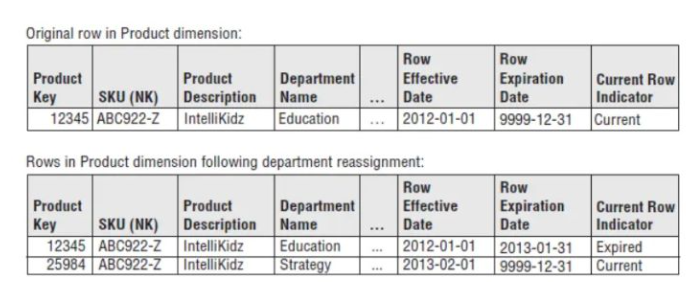 Original row in Product dimension:
Row Row
Product Product Department Effective Expiration Current Row
Key SKU (NK) Description Name ... Date Date Indicator
12345 ABC922-Z IntelliKidz Education ... 2012-01-01 9999-12-31 Current
Rows in Product dimension following department reassignment:
Row Row
Product Product Department Effective Expiration Current Row
Key SKU (NK) Description Name ... Date Date Indicator
12345 ABC922-Z IntelliKidz Education ... 2012-01-01 2013-01-31 Expired
25984 ABC922-Z IntelliKidz Strategy ... 2013-02-01 9999-12-31 Current